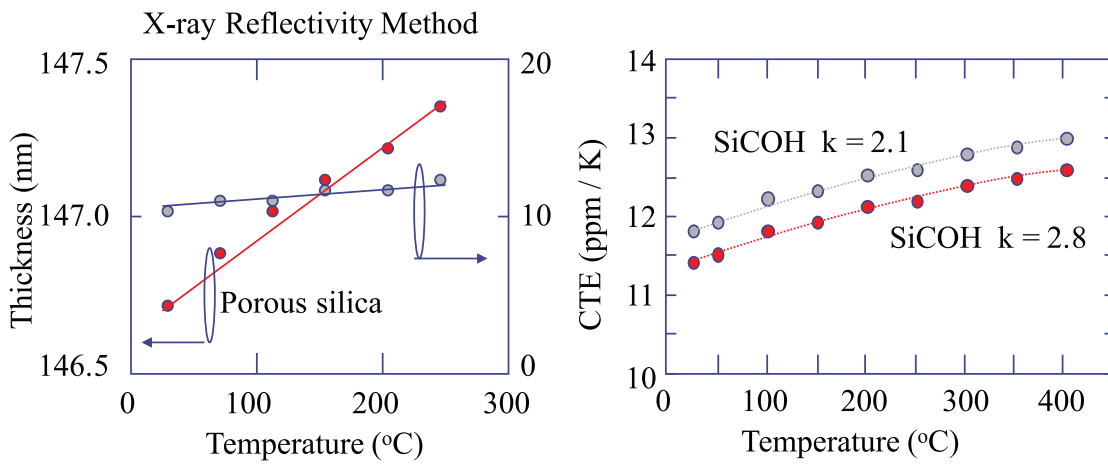 X-ray Reflectivity Method
147.5
147.0
146.5
Thickness (nm)
20
10
0
Porous silica
0
100
200
300
Temperature (°C)
14
13
12
11
10
CTE (ppm / K)
SiCOH k = 2.1
SiCOH k = 2.8
0
100
200
300
400
Temperature (°C)